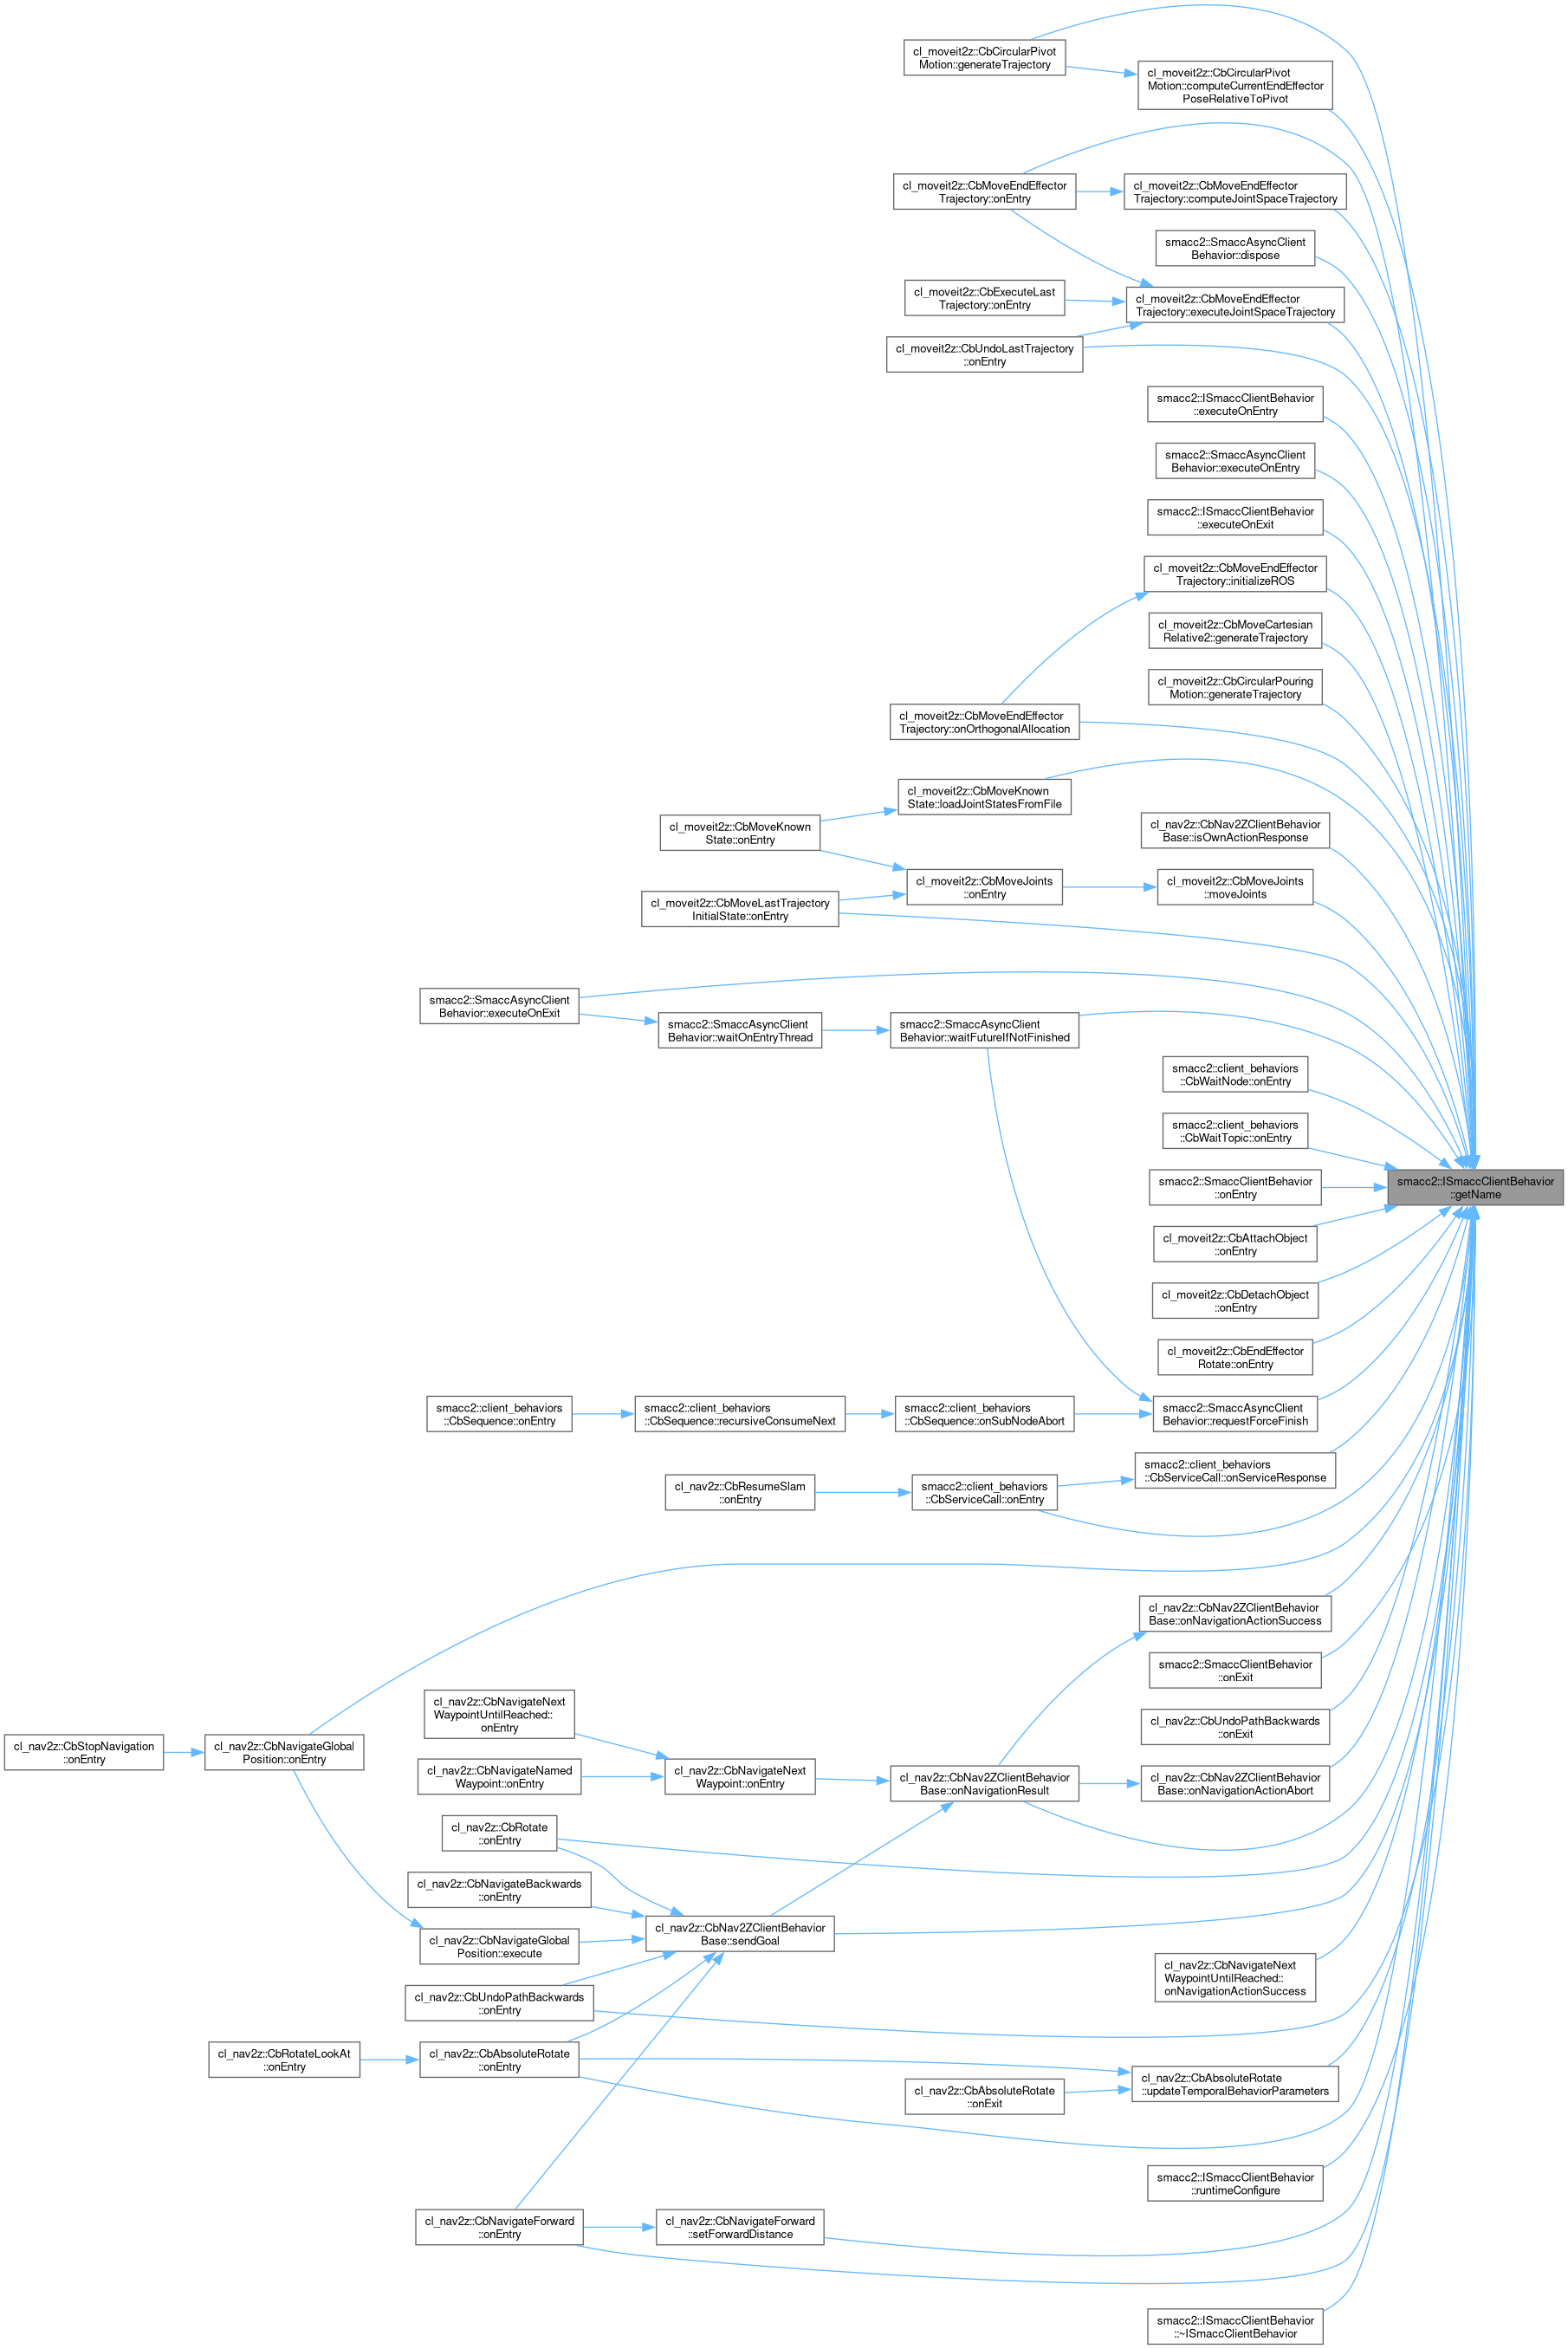 cl_moveit2z::CbCircularPivot
Motion::generateTrajectory
cl_moveit2z::CbCircularPivot
Motion::computeCurrentEndEffector
PoseRelativeToPivot
cl_moveit2z::CbMoveEndEffector
Trajectory::onEntry
cl_moveit2z::CbMoveEndEffector
Trajectory::computeJointSpaceTrajectory
smacc2::SmaccAsyncClient
Behavior::dispose
cl_moveit2z::CbExecuteLast
Trajectory::onEntry
cl_moveit2z::CbMoveEndEffector
Trajectory::executeJointSpaceTrajectory
cl_moveit2z::CbUndoLastTrajectory
::onEntry
smacc2::ISmaccClientBehavior
::executeOnEntry
smacc2::SmaccAsyncClient
Behavior::executeOnEntry
smacc2::ISmaccClientBehavior
::executeOnExit
cl_moveit2z::CbMoveEndEffector
Trajectory::initializeROS
cl_moveit2z::CbMoveCartesian
Relative2::generateTrajectory
cl_moveit2z::CbCircularPouring
Motion::generateTrajectory
cl_moveit2z::CbMoveEndEffector
Trajectory::onOrthogonalAllocation
cl_moveit2z::CbMoveKnown
State::loadJointStatesFromFile
cl_moveit2z::CbMoveKnown
State::onEntry
cl_nav2z::CbNav2ZClientBehavior
Base::isOwnActionResponse
cl_moveit2z::CbMoveJoints
::onEntry
cl_moveit2z::CbMoveJoints
::moveJoints
cl_moveit2z::CbMoveLastTrajectory
InitialState::onEntry
smacc2::SmaccAsyncClient
Behavior::executeOnExit
smacc2::SmaccAsyncClient
Behavior::waitOnEntryThread
smacc2::SmaccAsyncClient
Behavior::waitFutureIfNotFinished
smacc2::client_behaviors
::CbWaitNode::onEntry
smacc2::client_behaviors
::CbWaitTopic::onEntry
smacc2::SmaccClientBehavior
::onEntry
smacc2::ISmaccClientBehavior
::getName
cl_moveit2z::CbAttachObject
::onEntry
cl_moveit2z::CbDetachObject
::onEntry
cl_moveit2z::CbEndEffector
Rotate::onEntry
smacc2::client_behaviors
::CbSequence::onEntry
smacc2::client_behaviors
::CbSequence::recursiveConsumeNext
smacc2::client_behaviors
::CbSequence::onSubNodeAbort
smacc2::SmaccAsyncClient
Behavior::requestForceFinish
smacc2::client_behaviors
::CbServiceCall::onServiceResponse
cl_nav2z::CbResumeSlam
::onEntry
smacc2::client_behaviors
::CbServiceCall::onEntry
cl_nav2z::CbNav2ZClientBehavior
Base::onNavigationActionSuccess
smacc2::SmaccClientBehavior
::onExit
cl_nav2z::CbNavigateNext
WaypointUntilReached::
onEntry
cl_nav2z::CbUndoPathBackwards
::onExit
cl_nav2z::CbStopNavigation
::onEntry
cl_nav2z::CbNavigateGlobal
Position::onEntry
cl_nav2z::CbNavigateNamed
Waypoint::onEntry
cl_nav2z::CbNavigateNext
Waypoint::onEntry
cl_nav2z::CbNav2ZClientBehavior
Base::onNavigationResult
cl_nav2z::CbNav2ZClientBehavior
Base::onNavigationActionAbort
cl_nav2z::CbRotate
::onEntry
cl_nav2z::CbNavigateBackwards
::onEntry
cl_nav2z::CbNavigateGlobal
Position::execute
cl_nav2z::CbNav2ZClientBehavior
Base::sendGoal
cl_nav2z::CbNavigateNext
WaypointUntilReached::
onNavigationActionSuccess
cl_nav2z::CbUndoPathBackwards
::onEntry
cl_nav2z::CbRotateLookAt
::onEntry
cl_nav2z::CbAbsoluteRotate
::onEntry
cl_nav2z::CbAbsoluteRotate
::updateTemporalBehaviorParameters
cl_nav2z::CbAbsoluteRotate
::onExit
smacc2::ISmaccClientBehavior
::runtimeConfigure
cl_nav2z::CbNavigateForward
::onEntry
cl_nav2z::CbNavigateForward
::setForwardDistance
smacc2::ISmaccClientBehavior
::~ISmaccClientBehavior